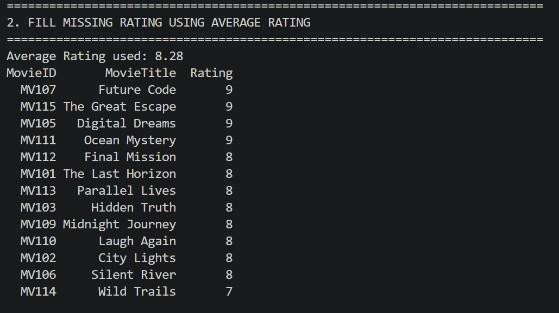 ================================================================================
2. FILL MISSING RATING USING AVERAGE RATING
================================================================================
Average Rating used: 8.28
MovieID MovieTitle Rating
MV107 Future Code 9
MV115 The Great Escape 9
MV105 Digital Dreams 9
MV111 Ocean Mystery 9
MV112 Final Mission 8
MV101 The Last Horizon 8
MV113 Parallel Lives 8
MV103 Hidden Truth 8
MV109 Midnight Journey 8
MV110 Laugh Again 8
MV102 City Lights 8
MV106 Silent River 8
MV114 Wild Trails 7